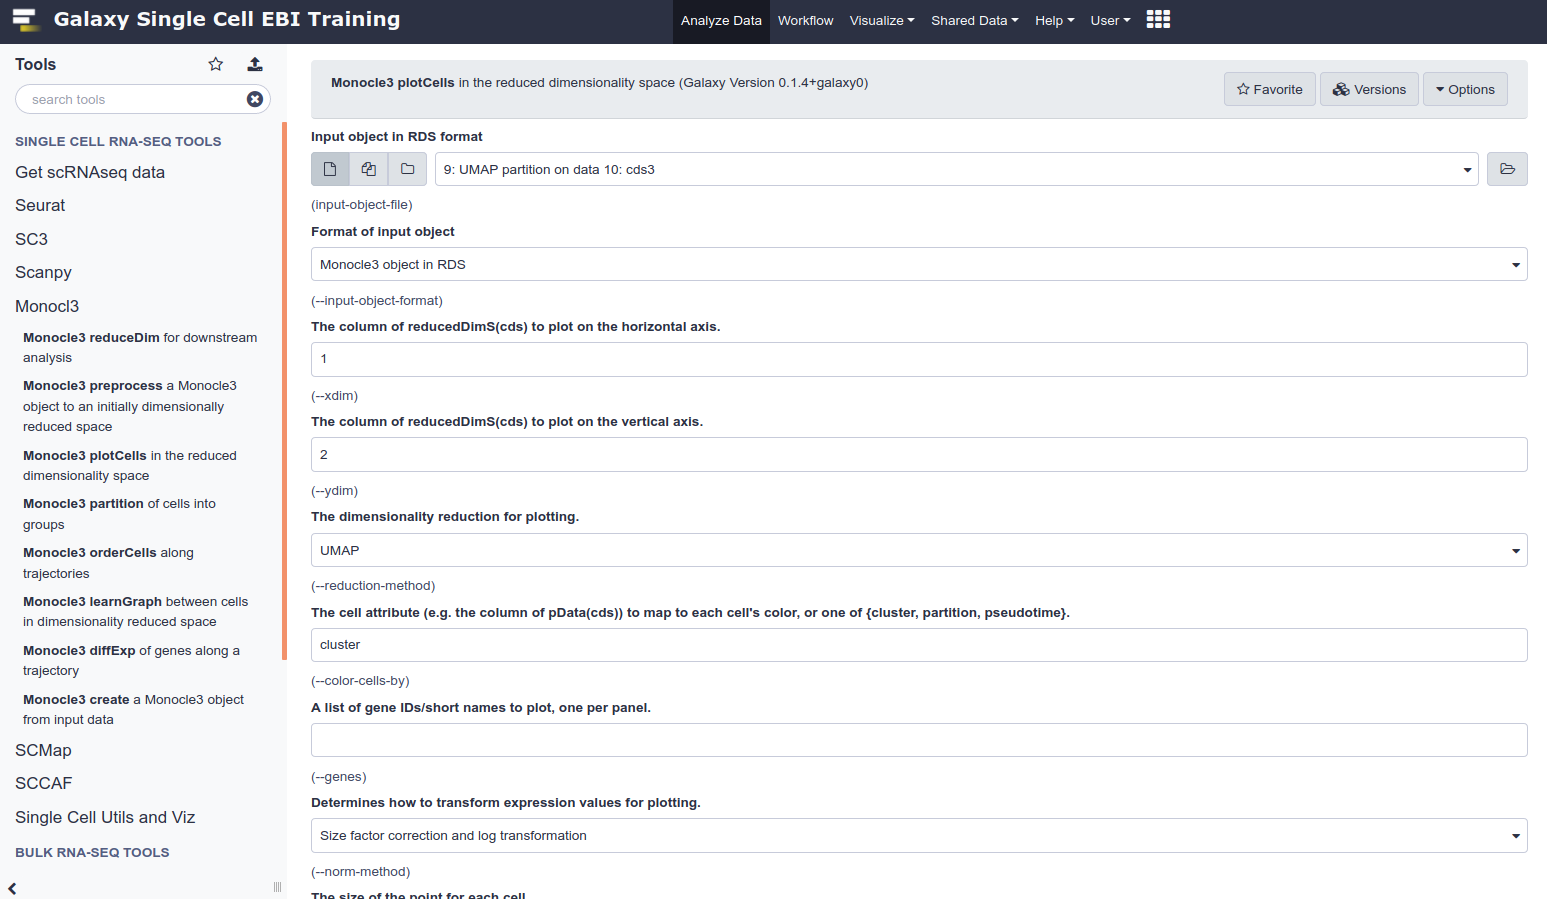 Galaxy Single Cell EBI Training
Analyze Data
Workflow
Visualize
Shared Data
Help
User
Tools
search tools
SINGLE CELL RNA-SEQ TOOLS
Get scRNAseq data
Seurat
SC3
Scanpy
Monocl3
Monocle3 reduceDim for downstream
analysis
Monocle3 preprocess a Monocle3
object to an initially dimensionally
reduced space
Monocle3 plotCells in the reduced
dimensionality space
Monocle3 partition of cells into
groups
Monocle3 orderCells along
trajectories
Monocle3 learnGraph between cells
in dimensionality reduced space
Monocle3 diffExp of genes along a
trajectory
Monocle3 create a Monocle3 object
from input data
SCMap
SCCAF
Single Cell Utils and Viz
BULK RNA-SEQ TOOLS
Monocle3 plotCells in the reduced dimensionality space (Galaxy Version 0.1.4+galaxy0)
Favorite
Versions
Options
Input object in RDS format
9: UMAP partition on data 10: cds3
(input-object-file)
Format of input object
Monocle3 object in RDS
(--input-object-format)
The column of reducedDimS(cds) to plot on the horizontal axis.
1
(--xdim)
The column of reducedDimS(cds) to plot on the vertical axis.
2
(--ydim)
The dimensionality reduction for plotting.
UMAP
(--reduction-method)
The cell attribute (e.g. the column of pData(cds)) to map to each cell's color, or one of {cluster, partition, pseudotime}.
cluster
(--color-cells-by)
A list of gene IDs/short names to plot, one per panel.
(--genes)
Determines how to transform expression values for plotting.
Size factor correction and log transformation
(--norm-method)
The size of the point for each cell.